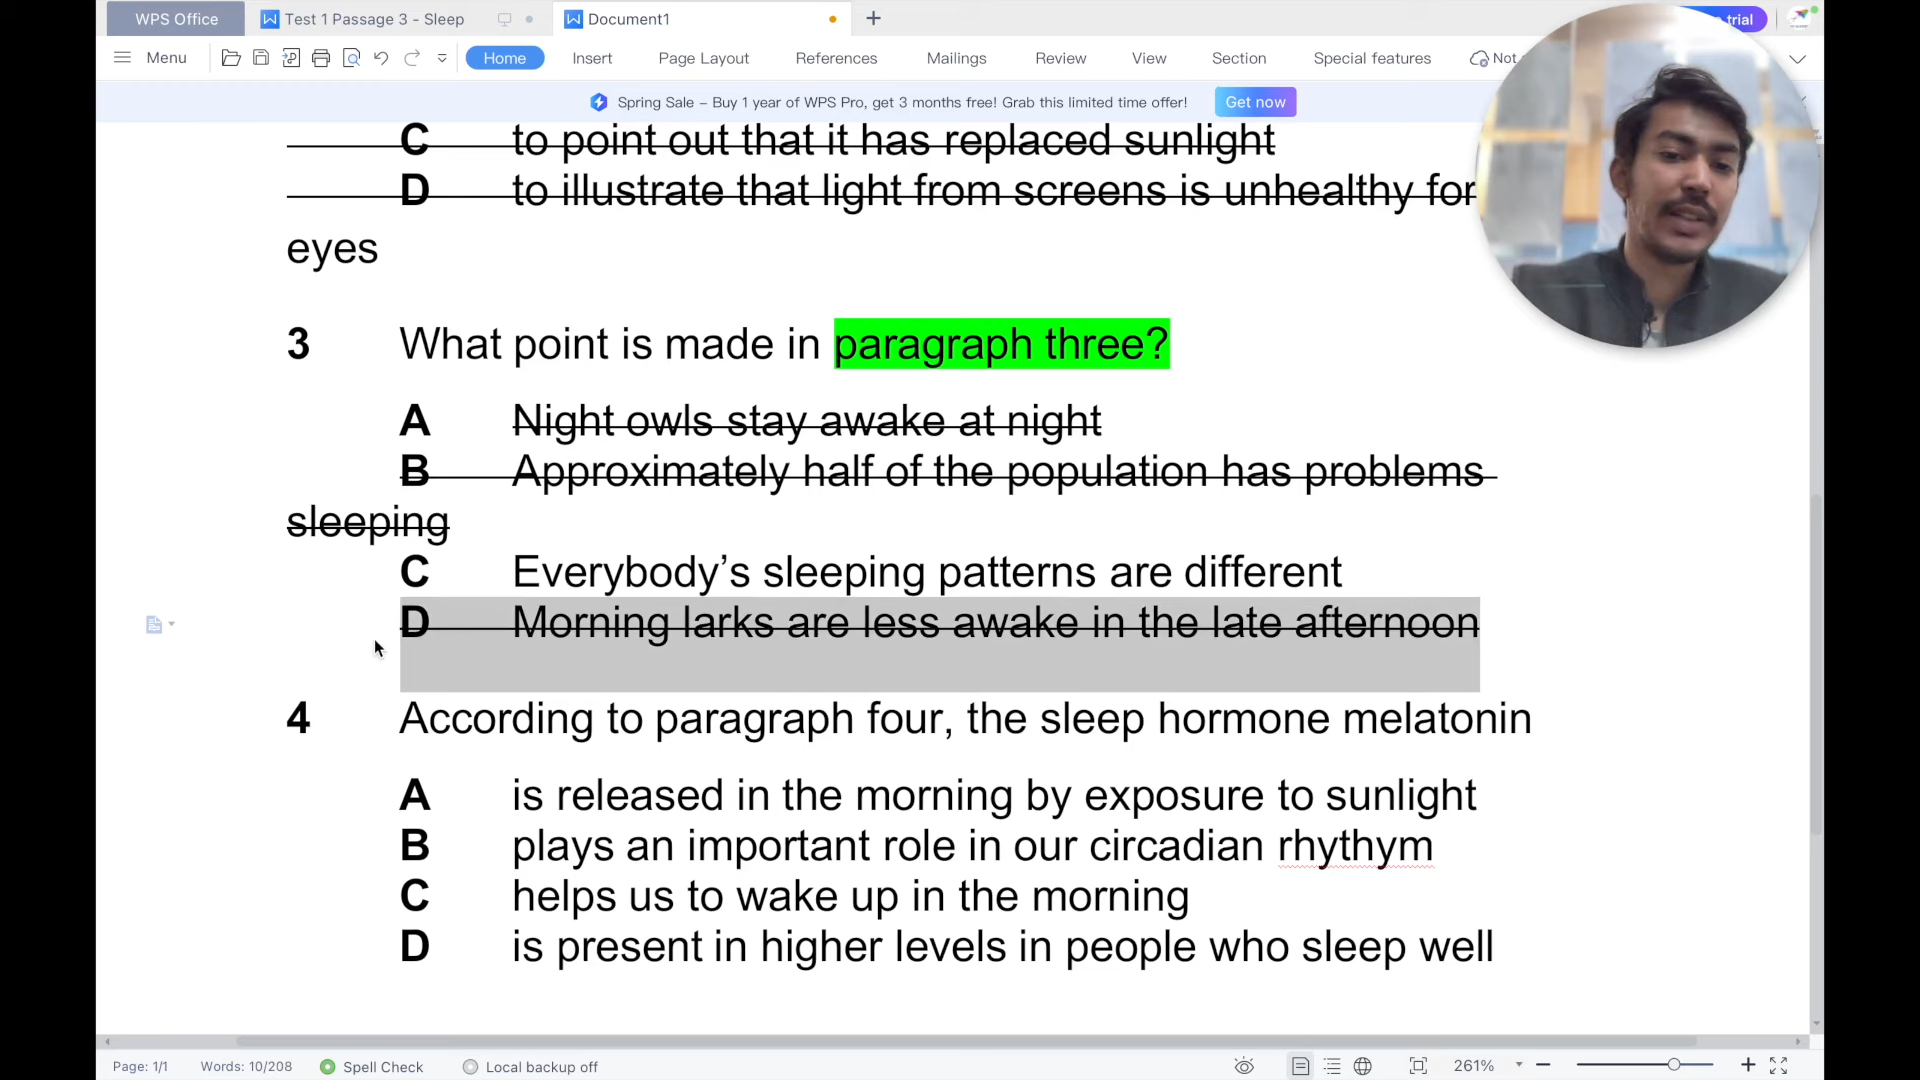 WPS Office Test 1 Passage 3 - Sleep Document1 trial
Menu Home Insert Page Layout References Mailings Review View Section Special features Not
Spring Sale – Buy 1 year of WPS Pro, get 3 months free! Grab this limited time offer! Get now
C to point out that it has replaced sunlight
D to illustrate that light from screens is unhealthy for
eyes
3 What point is made in paragraph three?
A Night owls stay awake at night
B Approximately half of the population has problems
sleeping
C Everybody’s sleeping patterns are different
D Morning larks are less awake in the late afternoon
4 According to paragraph four, the sleep hormone melatonin
A is released in the morning by exposure to sunlight
B plays an important role in our circadian rhythym
C helps us to wake up in the morning
D is present in higher levels in people who sleep well
Page: 1/1 Words: 10/208 Spell Check Local backup off 261%